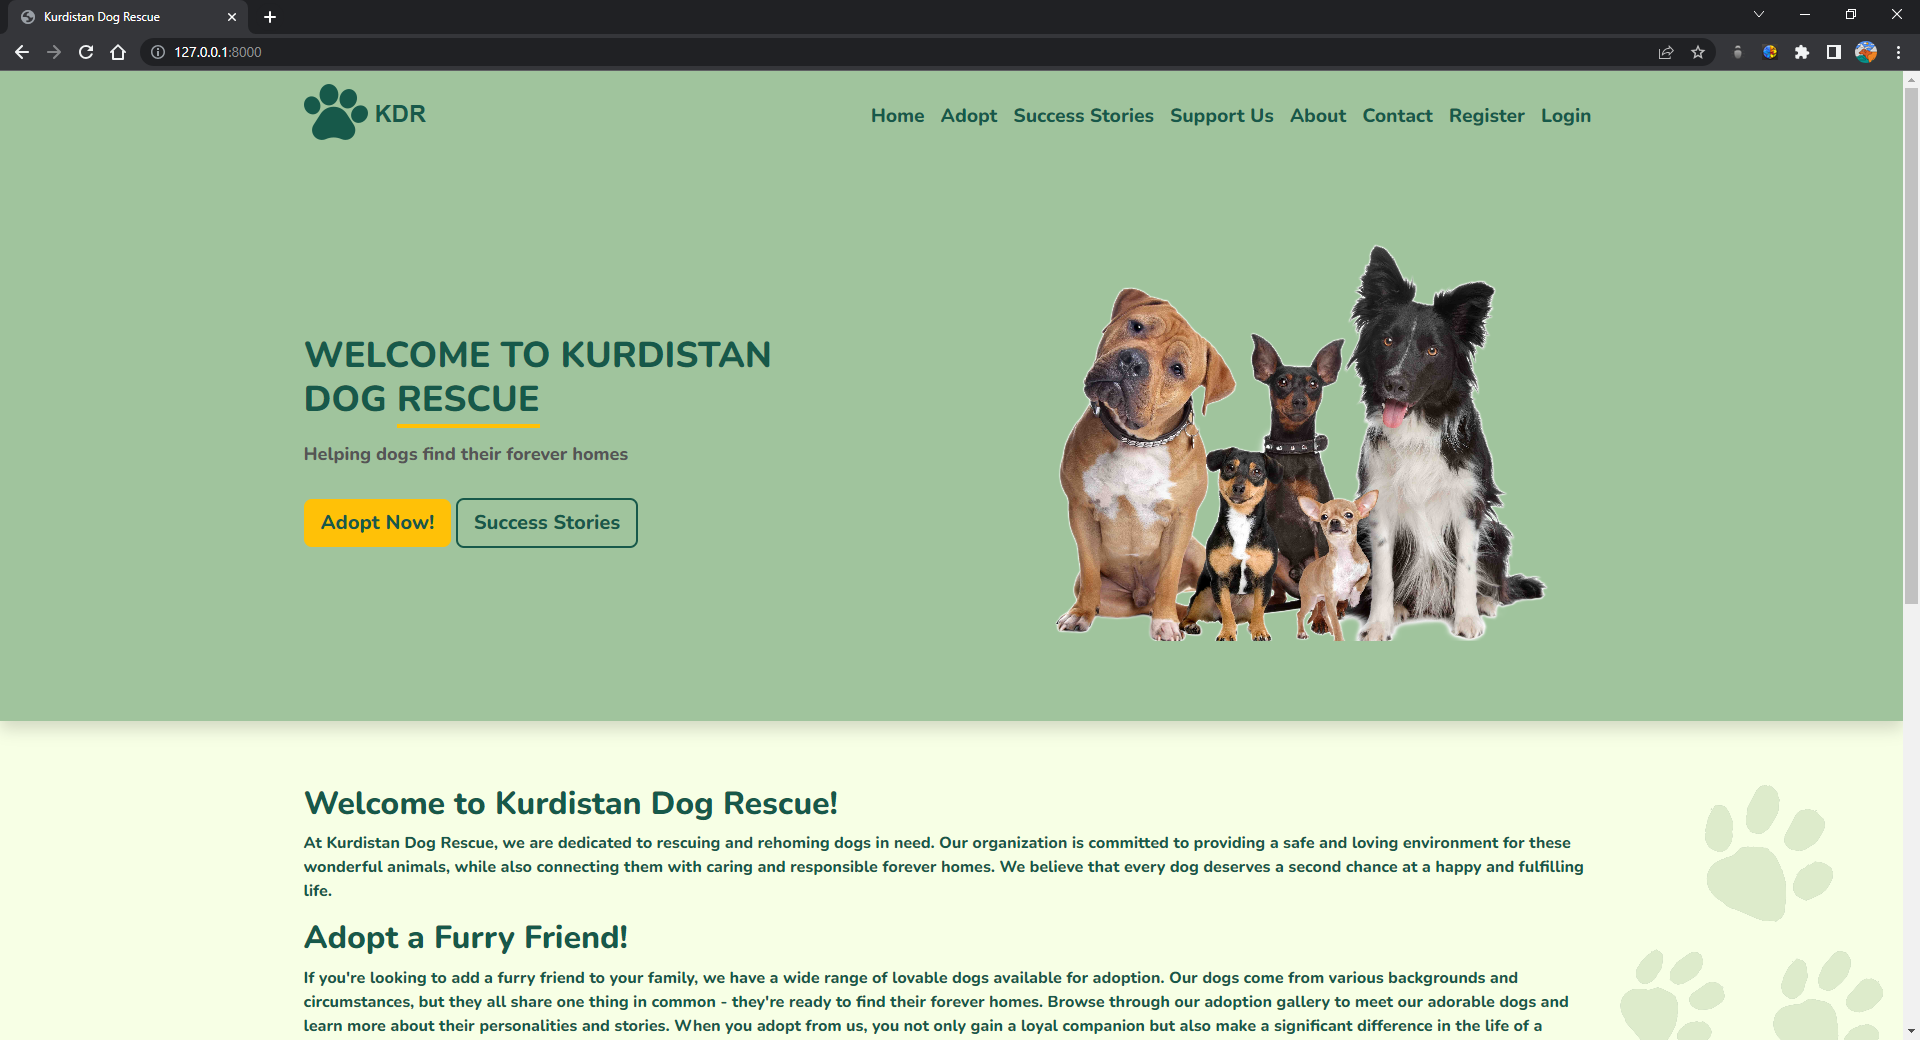 Kurdistan Dog Rescue
127.0.0.1:8000
KDR
Home Adopt Success Stories Support Us About Contact Register Login
WELCOME TO KURDISTAN
DOG RESCUE
Helping dogs find their forever homes
Adopt Now! Success Stories
Welcome to Kurdistan Dog Rescue!
At Kurdistan Dog Rescue, we are dedicated to rescuing and rehoming dogs in need. Our organization is committed to providing a safe and loving environment for these
wonderful animals, while also connecting them with caring and responsible forever homes. We believe that every dog deserves a second chance at a happy and fulfilling
life.
Adopt a Furry Friend!
If you're looking to add a furry friend to your family, we have a wide range of lovable dogs available for adoption. Our dogs come from various backgrounds and
circumstances, but they all share one thing in common - they're ready to find their forever homes. Browse through our adoption gallery to meet our adorable dogs and
learn more about their personalities and stories. When you adopt from us, you not only gain a loyal companion but also make a significant difference in the life of a